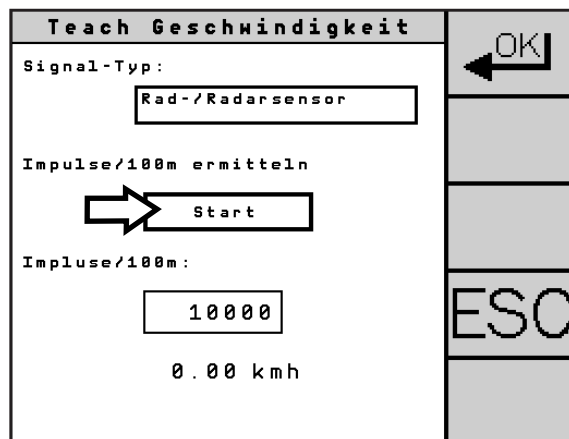 Teach Geschwindigkeit
OK
Signal-Typ:
Rad-/Radarsensor
Impulse/100m ermitteln
Start
Impluse/100m:
10000
ESC
0.00 kmh